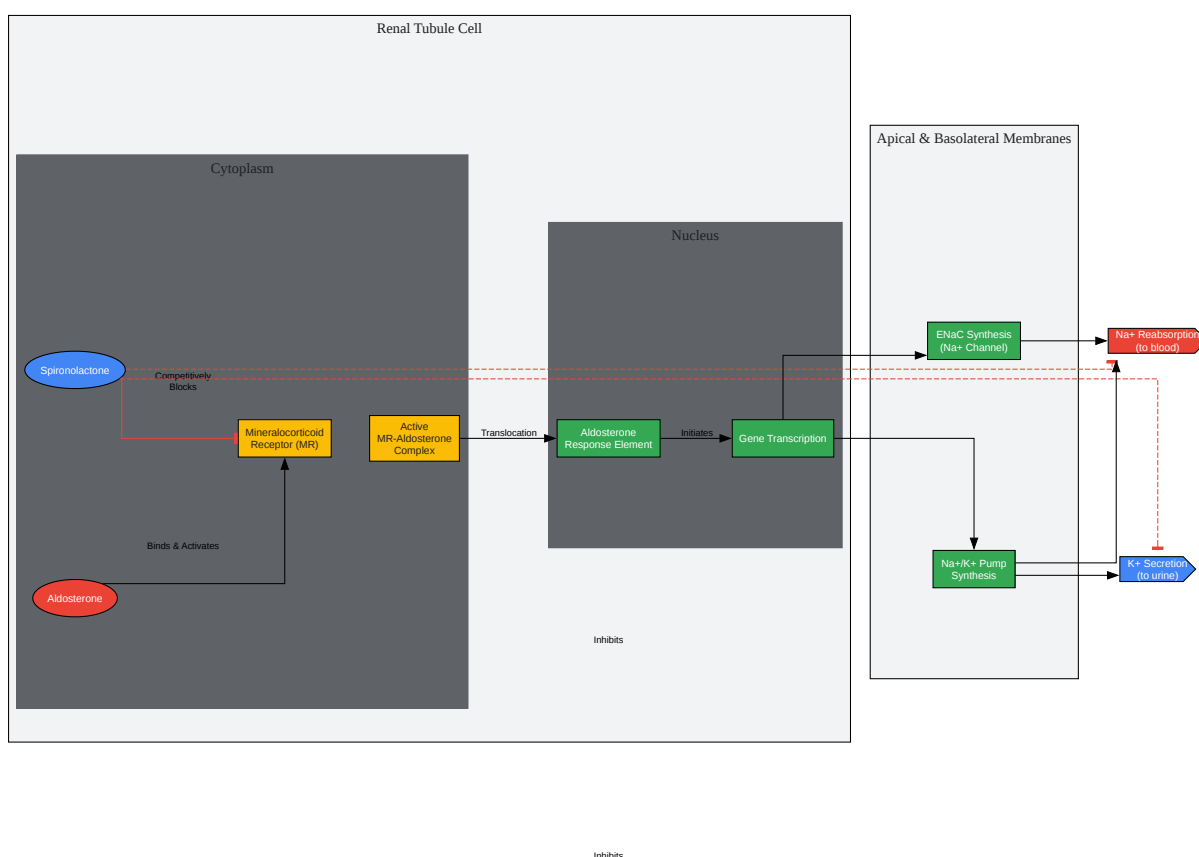 Renal Tubule Cell
Apical & Basolateral Membranes
Cytoplasm
Nucleus
ENaC Synthesis
(Na+ Channel)
Na+ Reabsorption
(to blood)
Spironolactone
Competitively
Blocks
Mineralocorticoid
Receptor (MR)
Active
MR-Aldosterone
Complex
Translocation
Aldosterone
Response Element
Initiates
Gene Transcription
Binds & Activates
Na+/K+ Pump
Synthesis
K+ Secretion
(to urine)
Aldosterone
Inhibits
Inhibits